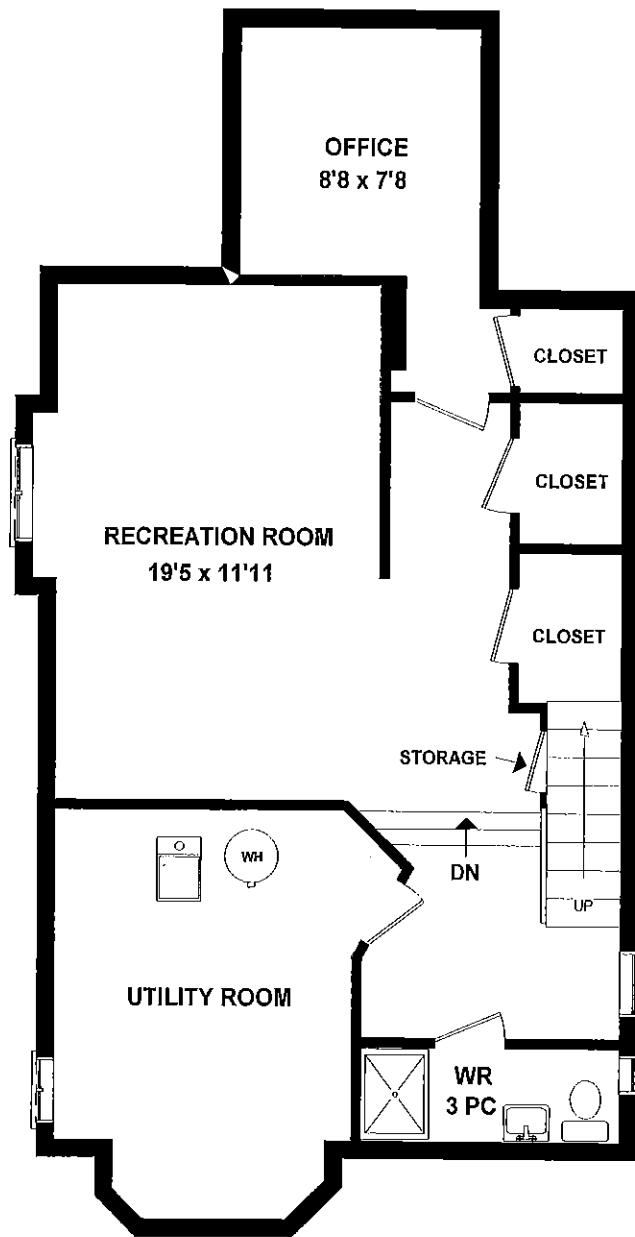 OFFICE
8'8 x 7'8
CLOSET
CLOSET
RECREATION ROOM
19'5 x 11'11
CLOSET
STORAGE
WH
DN
UP
UTILITY ROOM
WR
3 PC